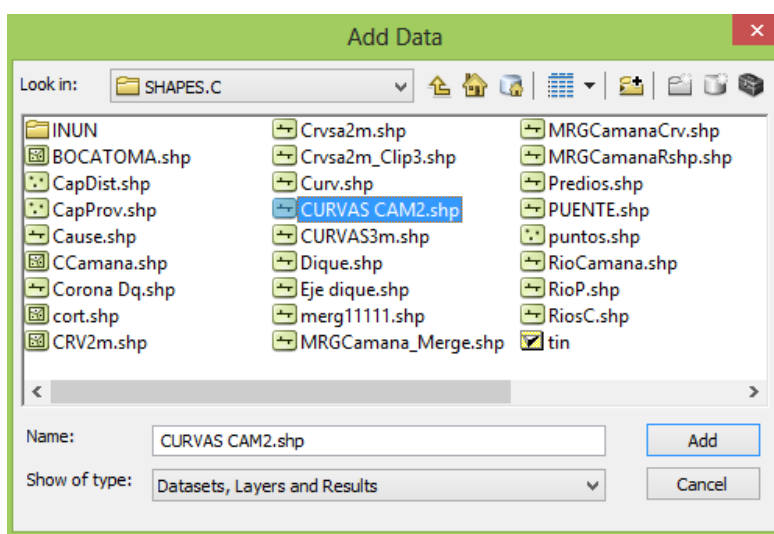 Add Data
Look in: SHAPES.C
INUN
BOCATOMA.shp
CapDist.shp
CapProv.shp
Cause.shp
CCamana.shp
Corona Dq.shp
cort.shp
CRV2m.shp
Crvsa2m.shp
Crvsa2m_Clip3.shp
Curv.shp
CURVAS CAM2.shp
CURVAS3m.shp
Dique.shp
Eje dique.shp
merg11111.shp
MRGCamana_Merge.shp
MRGCamanaCrv.shp
MRGCamanaRshp.shp
Predios.shp
PUENTE.shp
puntos.shp
RioCamana.shp
RioP.shp
RiosC.shp
tin
Name: CURVAS CAM2.shp Add
Show of type: Datasets, Layers and Results Cancel